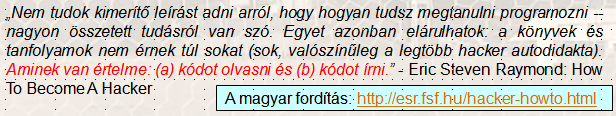 „Nem tudok kimerítő leírást adni arról, hogy hogyan tudsz megtanulni programozni --
nagyon összetett tudásról van szó. Egyet azonban elárulhatok: a könyvek és
tanfolyamok nem érnek túl sokat (sok, valószínűleg a legtöbb hacker autodidakta).
Aminek van értelme: (a) kódot olvasni és (b) kódot írni.” - Eric Steven Raymond: How
To Become A Hacker
A magyar fordítás: http://esr.fsf.hu/hacker-howto.html